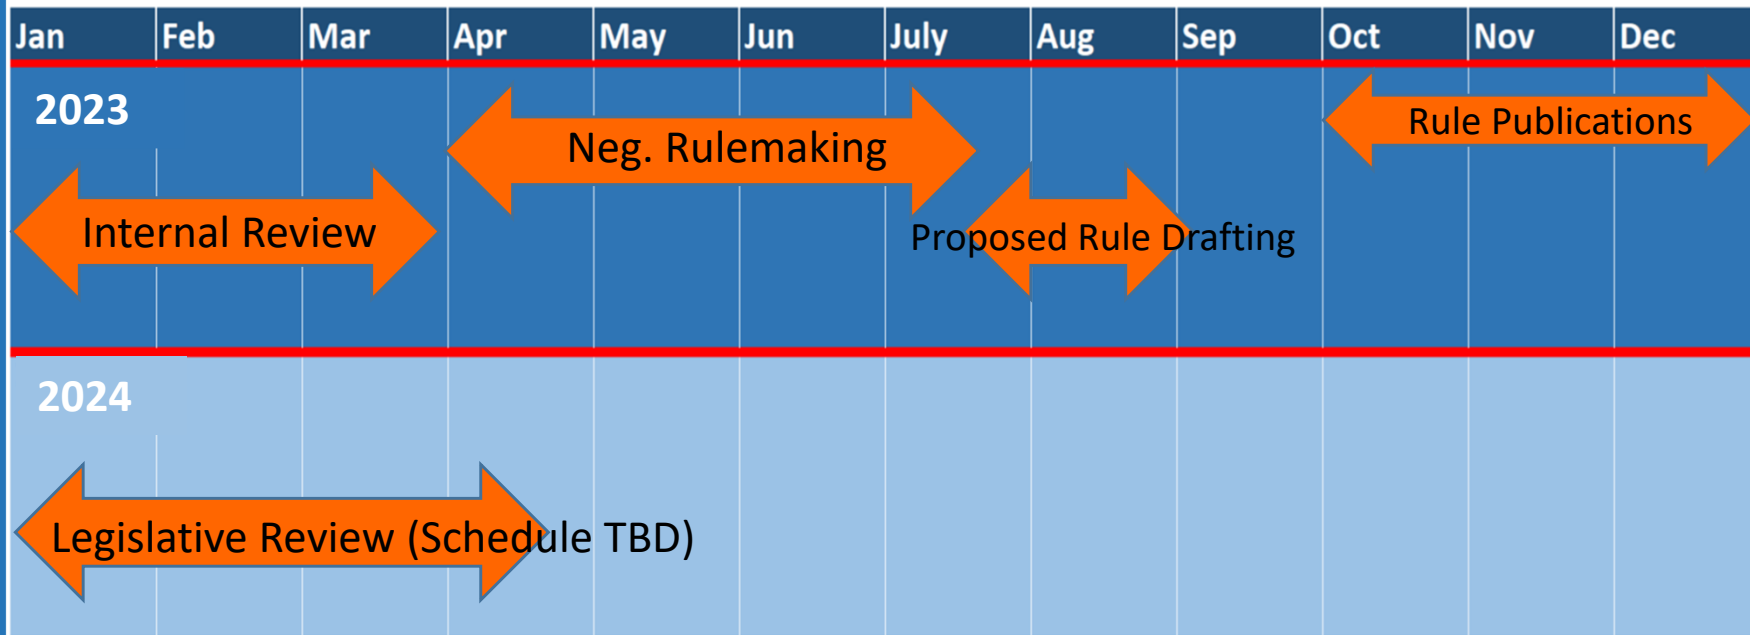 Jan Feb Mar Apr May Jun July Aug Sep Oct Nov Dec
2023
Rule Publications
Neg. Rulemaking
Internal Review
Proposed Rule Drafting
2024
Legislative Review (Schedule TBD)